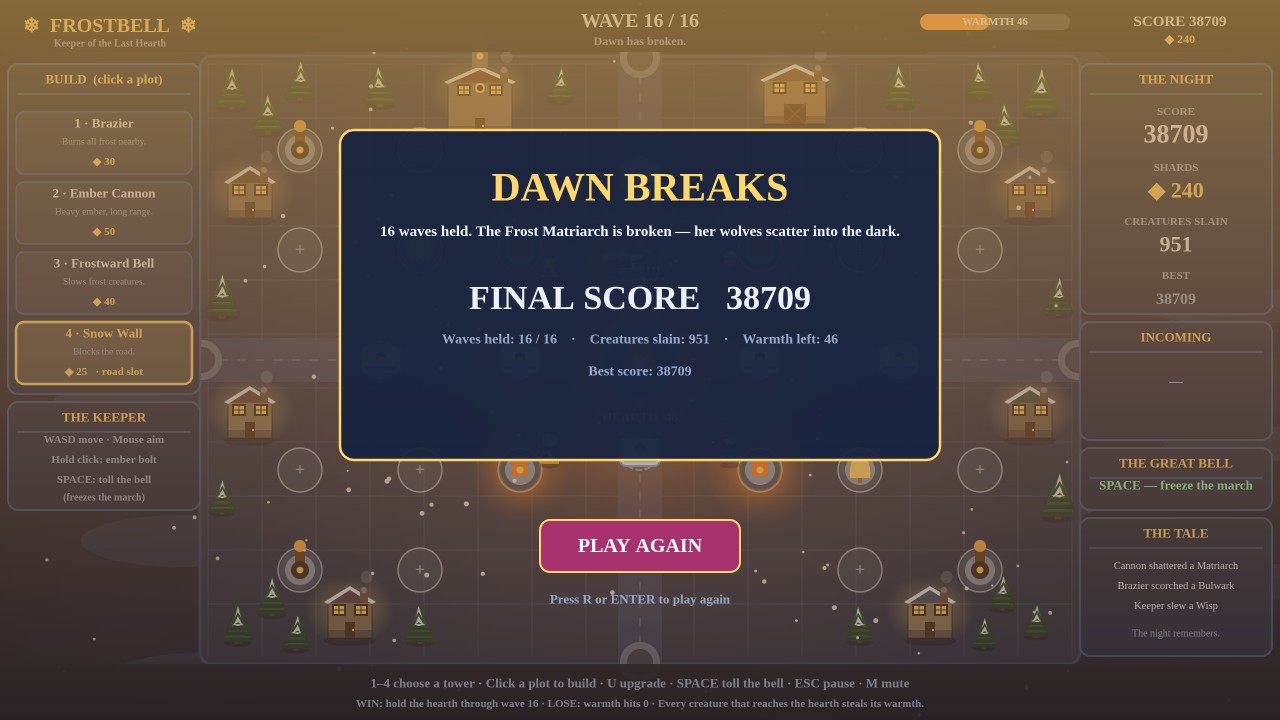 ❄ FROSTBELL ❄
Keeper of the Last Hearth
WAVE 16 / 16
Dawn has broken.
WARMTH 46
SCORE 38709
◆ 240
BUILD (click a plot)
1 · Brazier
Burns all frost nearby.
◆ 30
2 · Ember Cannon
Heavy ember, long range.
◆ 50
3 · Frostward Bell
Slows frost creatures.
◆ 40
4 · Snow Wall
Blocks the road.
◆ 25 · road slot
THE KEEPER
WASD move · Mouse aim
Hold click: ember bolt
SPACE: toll the bell
(freezes the march)
DAWN BREAKS
16 waves held. The Frost Matriarch is broken — her wolves scatter into the dark.
FINAL SCORE 38709
Waves held: 16 / 16 · Creatures slain: 951 · Warmth left: 46
Best score: 38709
PLAY AGAIN
Press R or ENTER to play again
THE NIGHT
SCORE
38709
SHARDS
◆ 240
CREATURES SLAIN
951
BEST
38709
INCOMING
—
THE GREAT BELL
SPACE — freeze the march
THE TALE
Cannon shattered a Matriarch
Brazier scorched a Bulwark
Keeper slew a Wisp
The night remembers.
1–4 choose a tower · Click a plot to build · U upgrade · SPACE toll the bell · ESC pause · M mute
WIN: hold the hearth through wave 16 · LOSE: warmth hits 0 · Every creature that reaches the hearth steals its warmth.